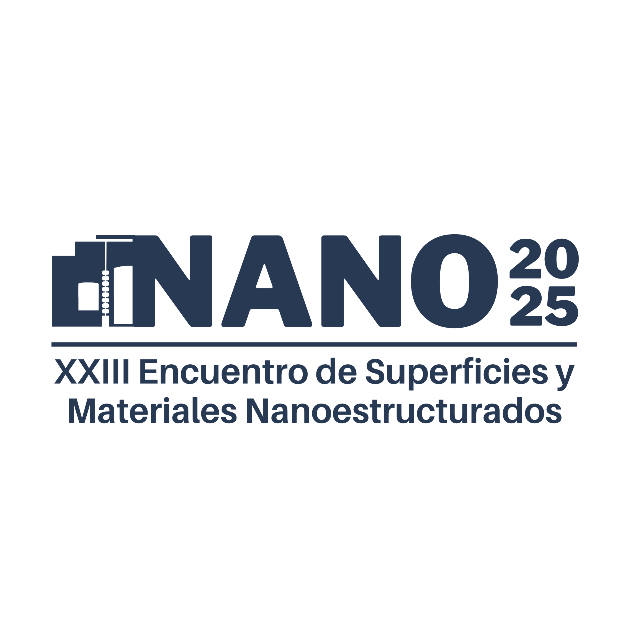 NANO 20
25
XXIII Encuentro de Superficies y
Materiales Nanoestructurados